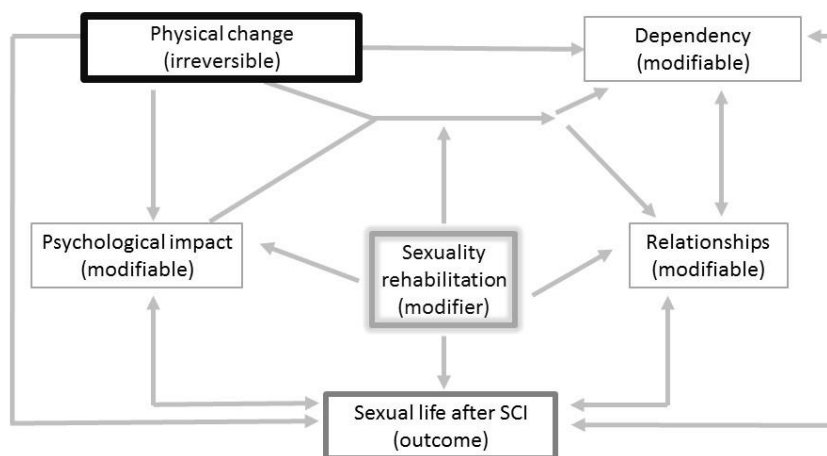 Physical change
(irreversible)
Dependency
(modifiable)
Psychological impact
(modifiable)
Sexuality
rehabilitation
(modifier)
Relationships
(modifiable)
Sexual life after SCI
(outcome)